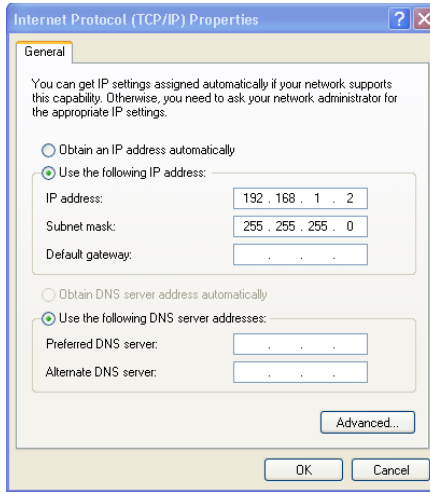 Internet Protocol (TCP/IP) Properties
General
You can get IP settings assigned automatically if your network supports
this capability. Otherwise, you need to ask your network administrator for
the appropriate IP settings.
Obtain an IP address automatically
Use the following IP address:
IP address: 192 . 168 . 1 . 2
Subnet mask: 255 . 255 . 255 . 0
Default gateway: . . .
Obtain DNS server address automatically
Use the following DNS server addresses:
Preferred DNS server: . . .
Alternate DNS server: . . .
Advanced...
OK Cancel